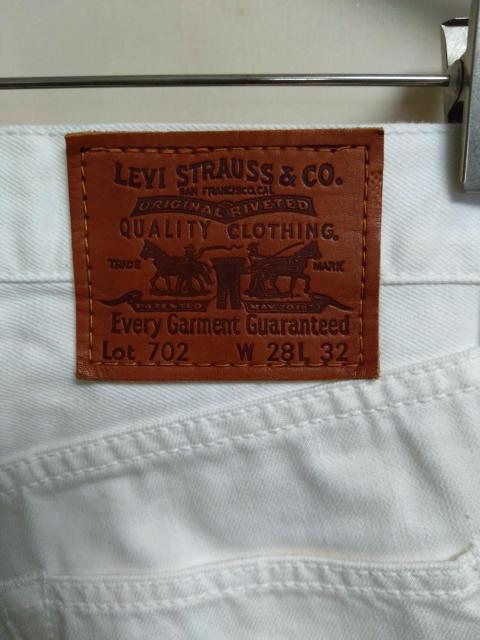 LEVI STRAUSS & CO.
SAN FRANCISCO, CAL
ORIGINAL RIVETED
QUALITY CLOTHING.
TRADE MARK
PATENTED MAY 20 1873
Every Garment Guaranteed
Lot 702 W 28 L 32